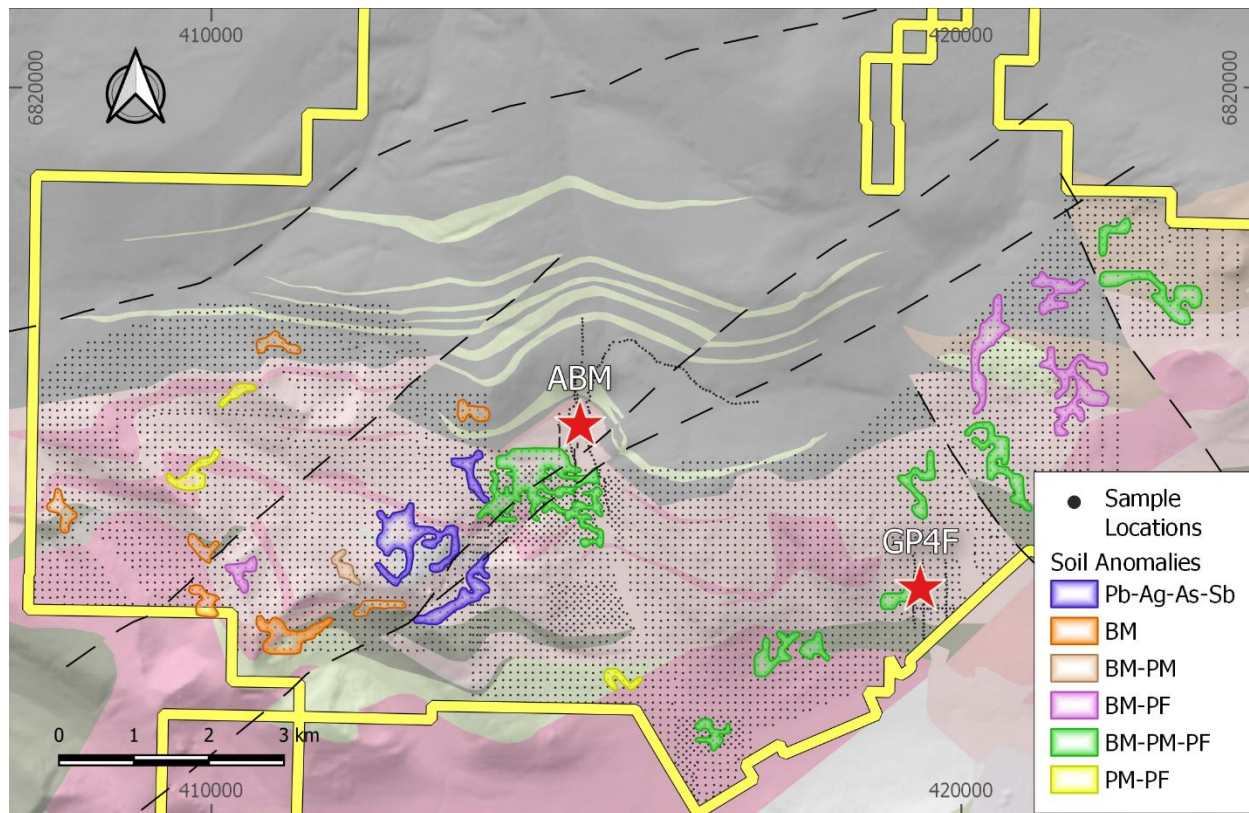 410000
420000
6820000
6820000
ABM
GP4F
Sample
Locations
Soil Anomalies
Pb-Ag-As-Sb
BM
BM-PM
BM-PF
BM-PM-PF
PM-PF
0 1 2 3 km
410000
420000